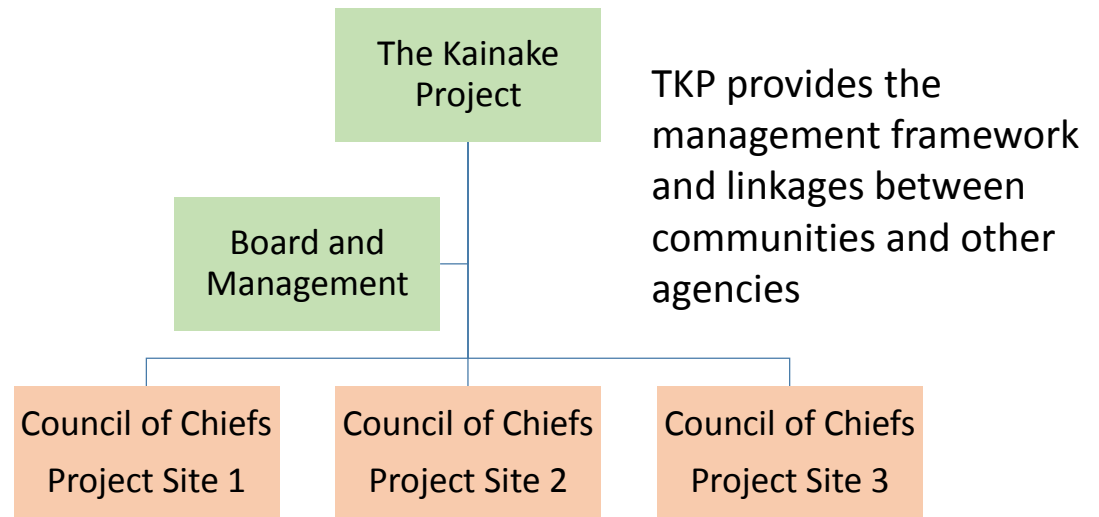 The Kainake
Project
TKP provides the
management framework
and linkages between
communities and other
agencies
Board and
Management
Council of Chiefs
Project Site 1
Council of Chiefs
Project Site 2
Council of Chiefs
Project Site 3